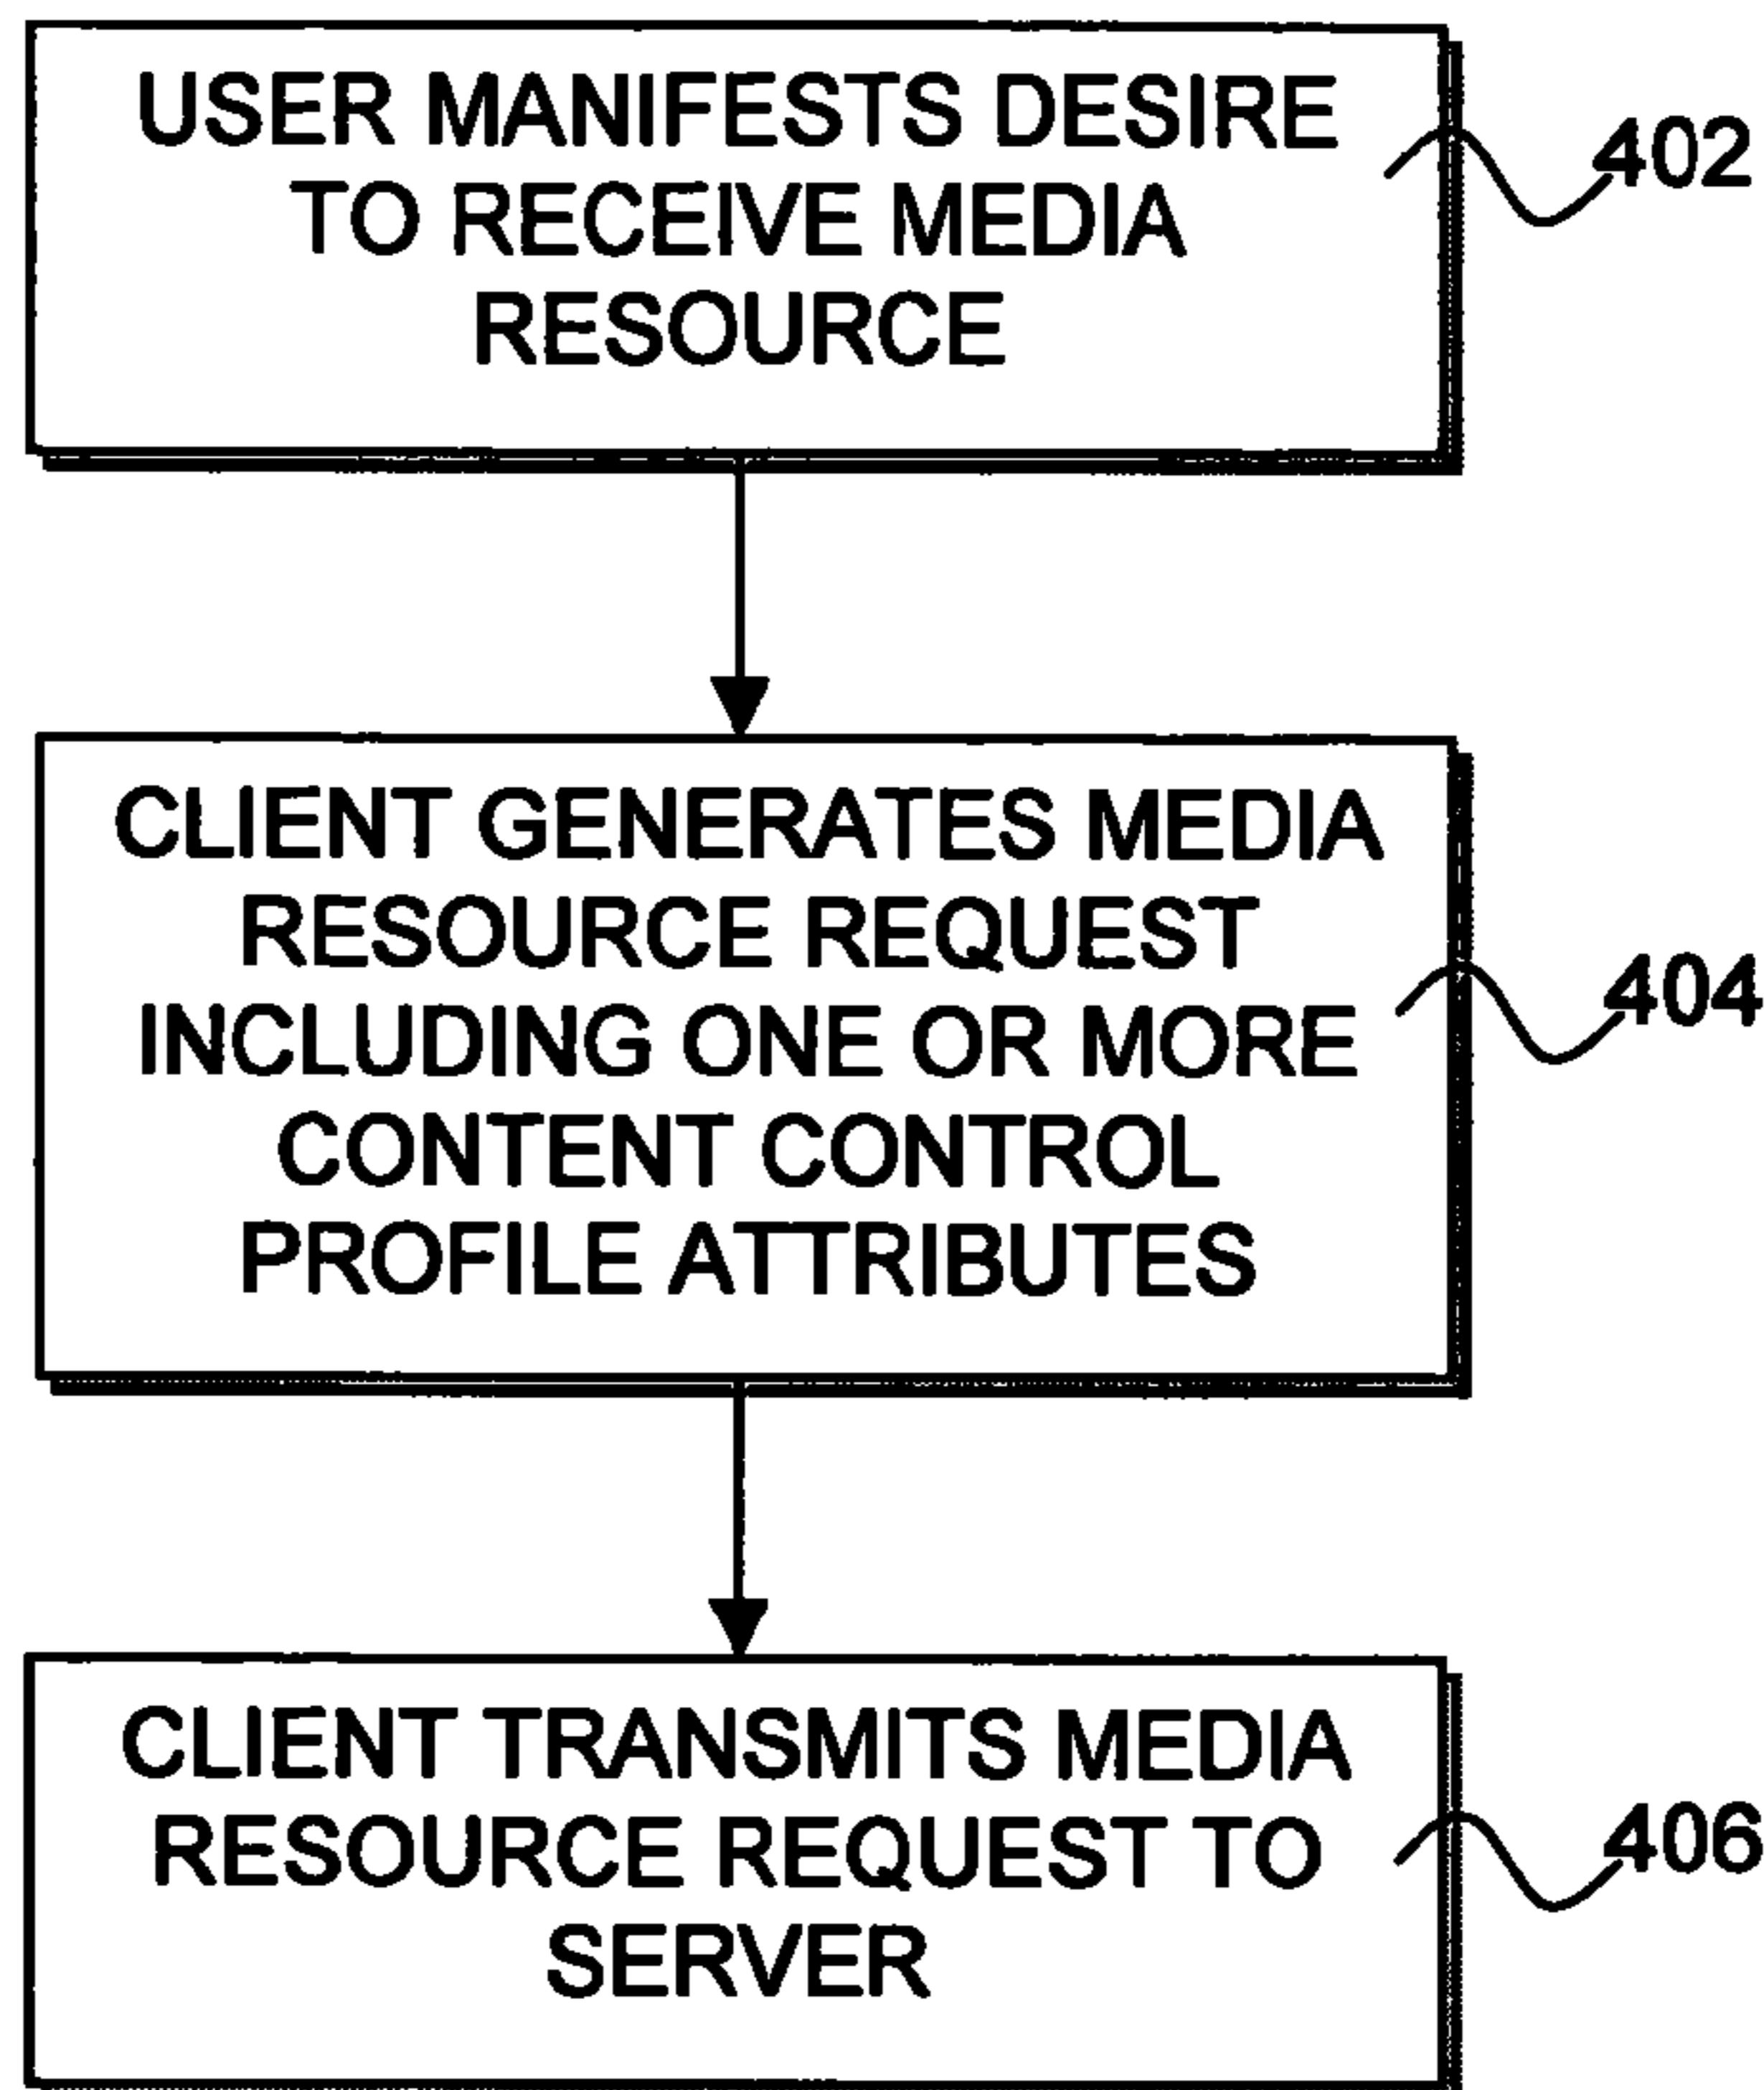 USER MANIFESTS DESIRE
TO RECEIVE MEDIA
RESOURCE
402
CLIENT GENERATES MEDIA
RESOURCE REQUEST
INCLUDING ONE OR MORE
CONTENT CONTROL
PROFILE ATTRIBUTES
404
CLIENT TRANSMITS MEDIA
RESOURCE REQUEST TO
SERVER
406